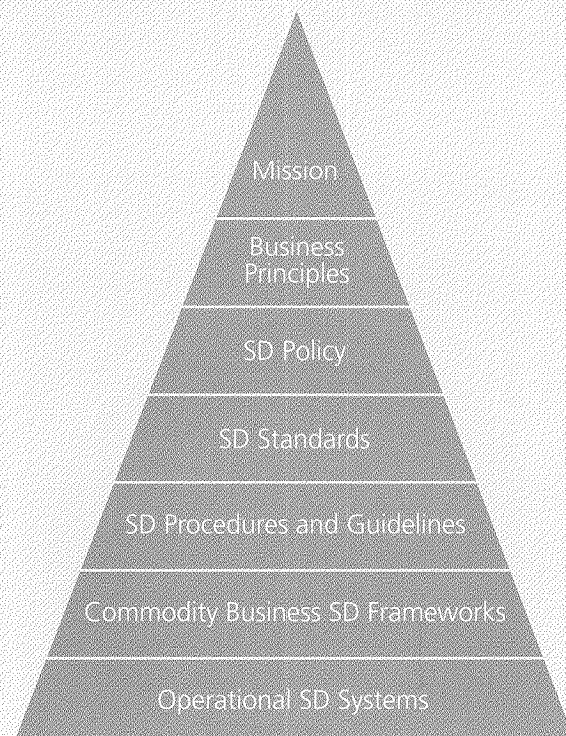 Mission
Business
Principles
SD Policy
SD Standards
SD Procedures and Guidelines
Commodity Business SD Frameworks
Operational SD Systems